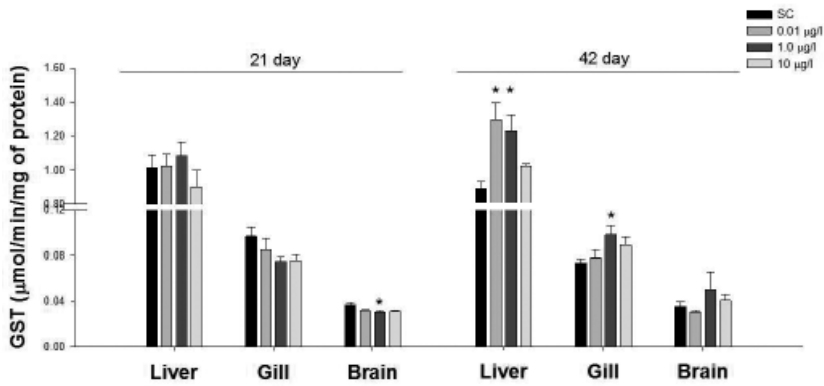 SC
0.01 µg/l
1.0 µg/l
10 µg/l
21 day
42 day
GST (µmol/min/mg of protein)
1.60
1.40
1.20
1.00
0.80
0.12
0.08
0.04
0.00
* *
*
*
Liver Gill Brain Liver Gill Brain